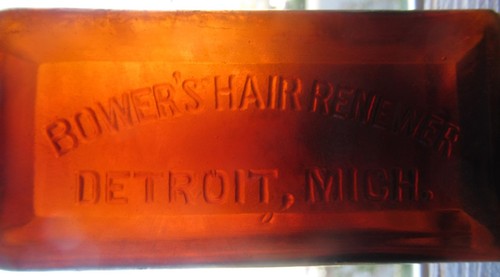 BOWER'S HAIR RENEWER
DETROIT, MICH.